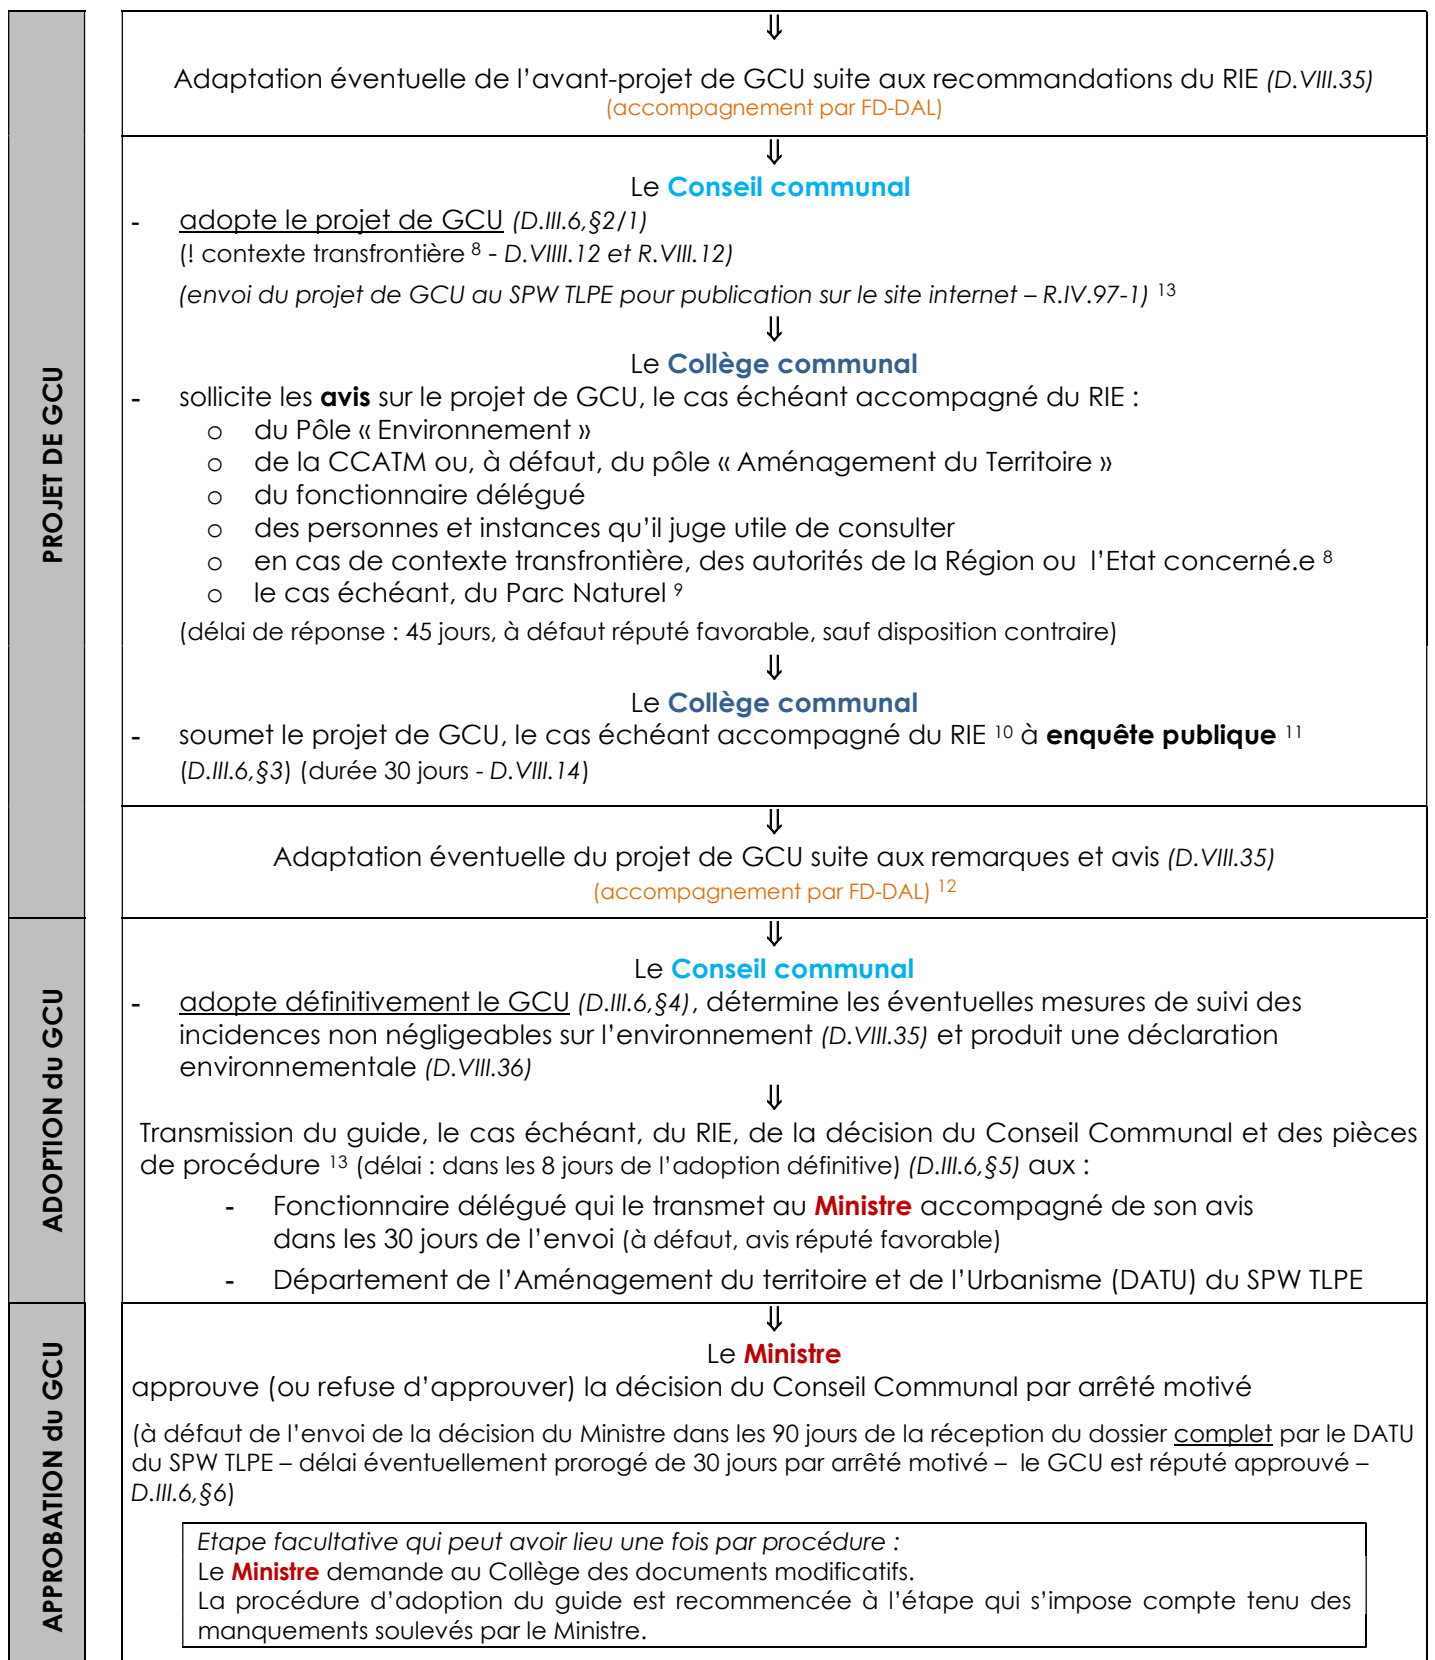 ⇓
Adaptation éventuelle de l’avant-projet de GCU suite aux recommandations du RIE (D.VIII.35)
(accompagnement par FD-DAL)
PROJET DE GCU
⇓
Le Conseil communal
- adopte le projet de GCU (D.III.6,§2/1)
(! contexte transfrontière 8 - D.VIIII.12 et R.VIII.12)
(envoi du projet de GCU au SPW TLPE pour publication sur le site internet – R.IV.97-1) 13
⇓
Le Collège communal
- sollicite les avis sur le projet de GCU, le cas échéant accompagné du RIE :
o du Pôle « Environnement »
o de la CCATM ou, à défaut, du pôle « Aménagement du Territoire »
o du fonctionnaire délégué
o des personnes et instances qu’il juge utile de consulter
o en cas de contexte transfrontière, des autorités de la Région ou l’Etat concerné.e 8
o le cas échéant, du Parc Naturel 9
(délai de réponse : 45 jours, à défaut réputé favorable, sauf disposition contraire)
⇓
Le Collège communal
- soumet le projet de GCU, le cas échéant accompagné du RIE 10 à enquête publique 11
(D.III.6,§3) (durée 30 jours - D.VIII.14)
⇓
Adaptation éventuelle du projet de GCU suite aux remarques et avis (D.VIII.35)
(accompagnement par FD-DAL) 12
ADOPTION du GCU
⇓
Le Conseil communal
- adopte définitivement le GCU (D.III.6,§4), détermine les éventuelles mesures de suivi des
incidences non négligeables sur l’environnement (D.VIII.35) et produit une déclaration
environnementale (D.VIII.36)
⇓
Transmission du guide, le cas échéant, du RIE, de la décision du Conseil Communal et des pièces
de procédure 13 (délai : dans les 8 jours de l’adoption définitive) (D.III.6,§5) aux :
- Fonctionnaire délégué qui le transmet au Ministre accompagné de son avis
dans les 30 jours de l’envoi (à défaut, avis réputé favorable)
- Département de l’Aménagement du territoire et de l’Urbanisme (DATU) du SPW TLPE
APPROBATION du GCU
⇓
Le Ministre
approuve (ou refuse d’approuver) la décision du Conseil Communal par arrêté motivé
(à défaut de l’envoi de la décision du Ministre dans les 90 jours de la réception du dossier complet par le DATU
du SPW TLPE – délai éventuellement prorogé de 30 jours par arrêté motivé – le GCU est réputé approuvé –
D.III.6,§6)
Etape facultative qui peut avoir lieu une fois par procédure :
Le Ministre demande au Collège des documents modificatifs.
La procédure d’adoption du guide est recommencée à l’étape qui s’impose compte tenu des
manquements soulevés par le Ministre.